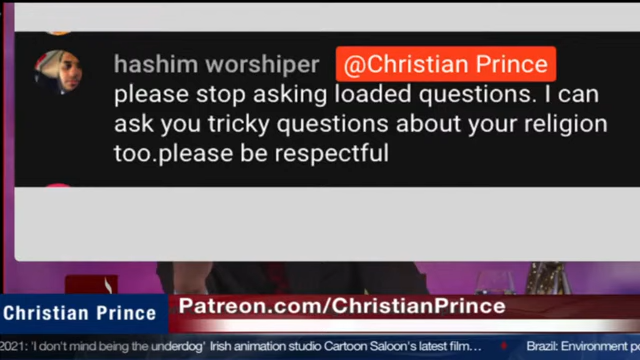 hashim worshiper @Christian Prince
please stop asking loaded questions. I can
ask you tricky questions about your religion
too.please be respectful
Christian Prince
Patreon.com/ChristianPrince
2021: 'I don't mind being the underdog' Irish animation studio Cartoon Saloon's latest film… Brazil: Environment po